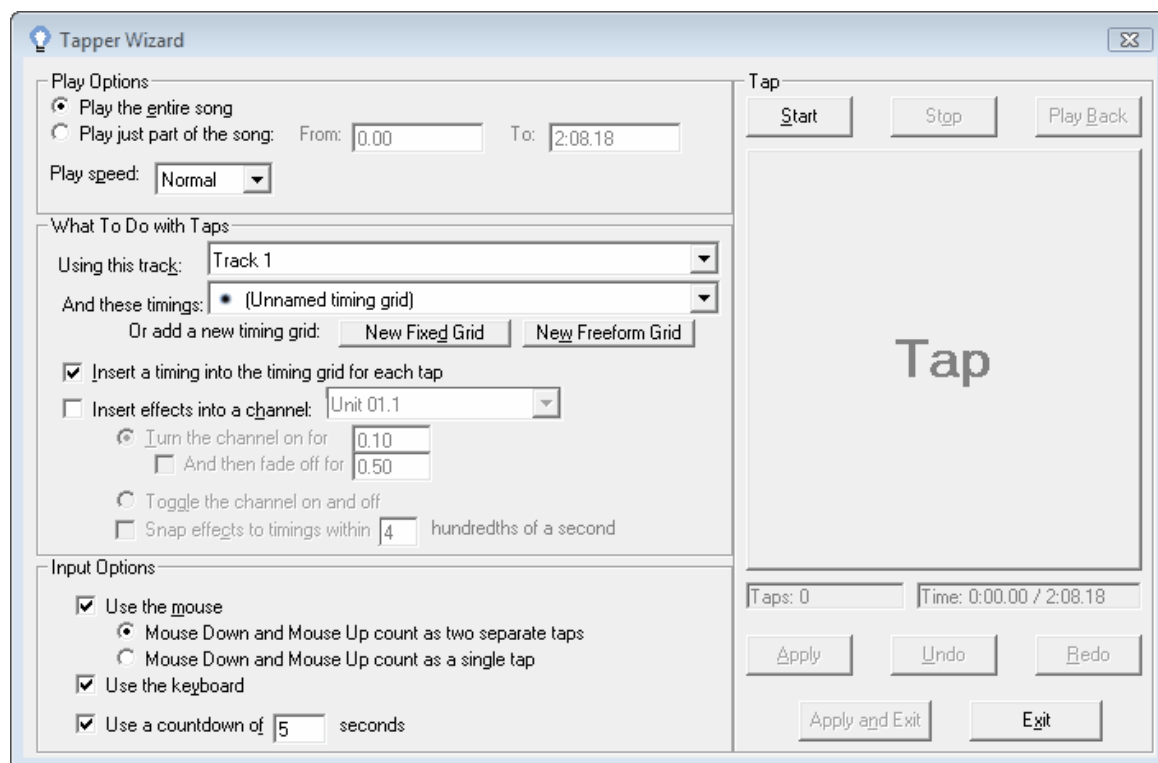 Tapper Wizard
Play Options
Play the entire song
Play just part of the song: From: 0.00 To: 2:08.18
Play speed: Normal
What To Do with Taps
Using this track: Track 1
And these timings: (Unnamed timing grid)
Or add a new timing grid: New Fixed Grid New Freeform Grid
Insert a timing into the timing grid for each tap
Insert effects into a channel: Unit 01.1
Turn the channel on for 0.10
And then fade off for 0.50
Toggle the channel on and off
Snap effects to timings within 4 hundredths of a second
Input Options
Use the mouse
Mouse Down and Mouse Up count as two separate taps
Mouse Down and Mouse Up count as a single tap
Use the keyboard
Use a countdown of 5 seconds
Tap
Start Stop Play Back
Tap
Taps: 0 Time: 0:00.00 / 2:08.18
Apply Undo Redo
Apply and Exit Exit